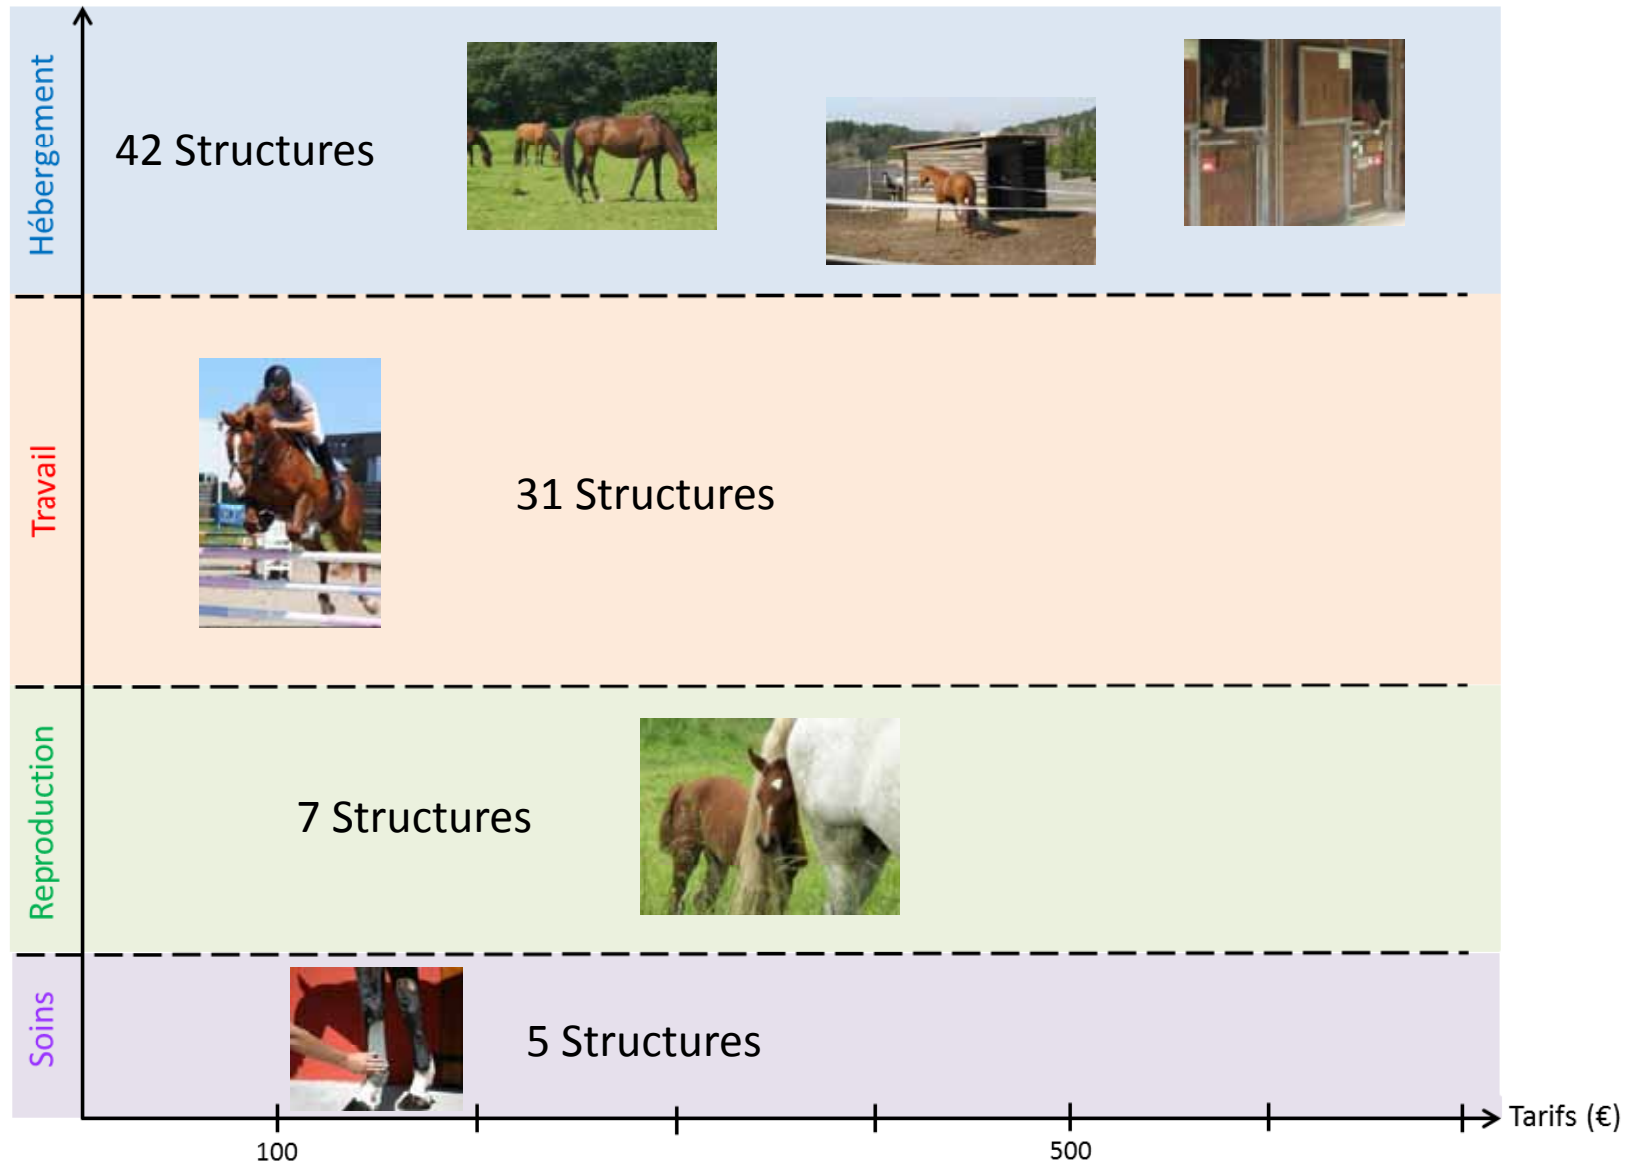 Hébergement
42 Structures
Travail
31 Structures
Reproduction
7 Structures
Soins
5 Structures
Tarifs (€)
100
500